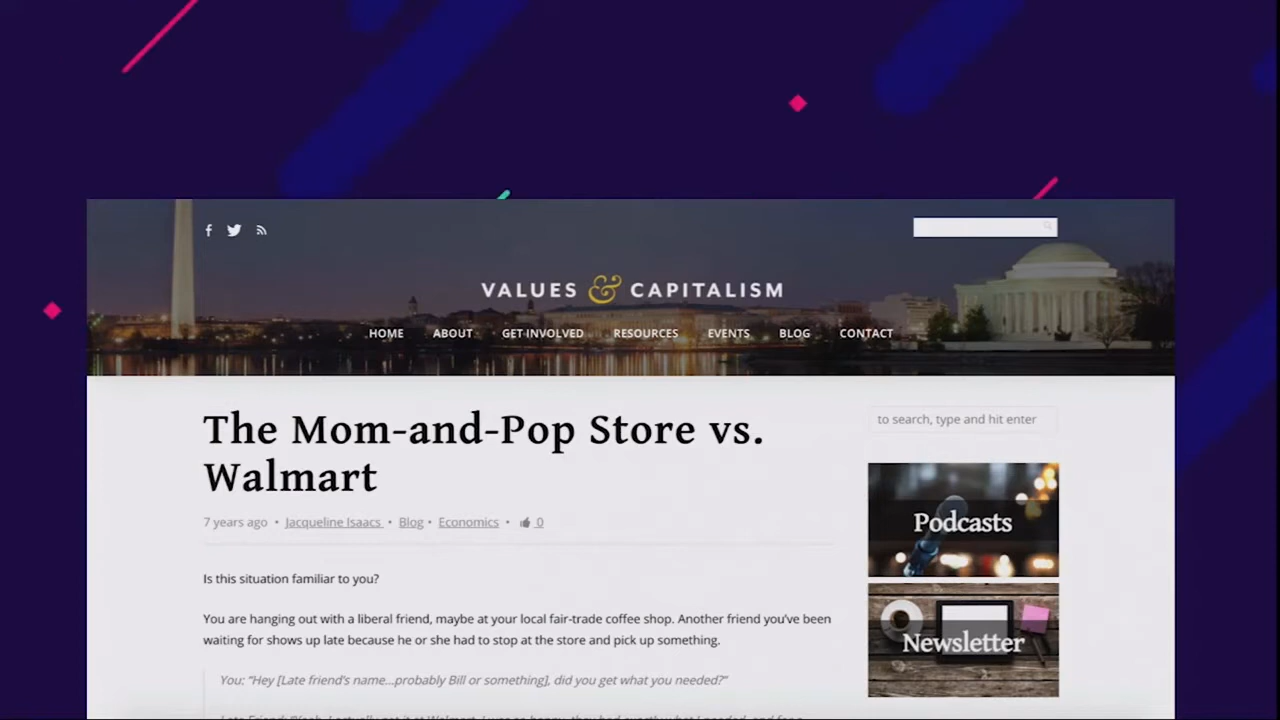 VALUES & CAPITALISM
HOME ABOUT GET INVOLVED RESOURCES EVENTS BLOG CONTACT
The Mom-and-Pop Store vs.
Walmart
7 years ago • Jacqueline Isaacs • Blog • Economics • 0
Is this situation familiar to you?
You are hanging out with a liberal friend, maybe at your local fair-trade coffee shop. Another friend you've been
waiting for shows up late because he or she had to stop at the store and pick up something.
You: “Hey [Late friend's name...probably Bill or something], did you get what you needed?”
to search, type and hit enter
Podcasts
Newsletter